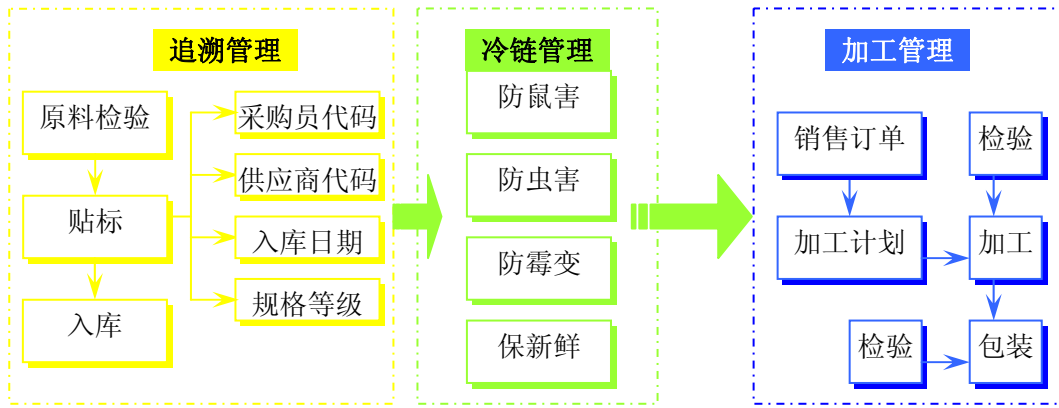 追溯管理
原料检验
贴标
入库
采购员代码
供应商代码
入库日期
规格等级
冷链管理
防鼠害
防虫害
防霉变
保新鲜
加工管理
销售订单
检验
加工计划
加工
检验
包装